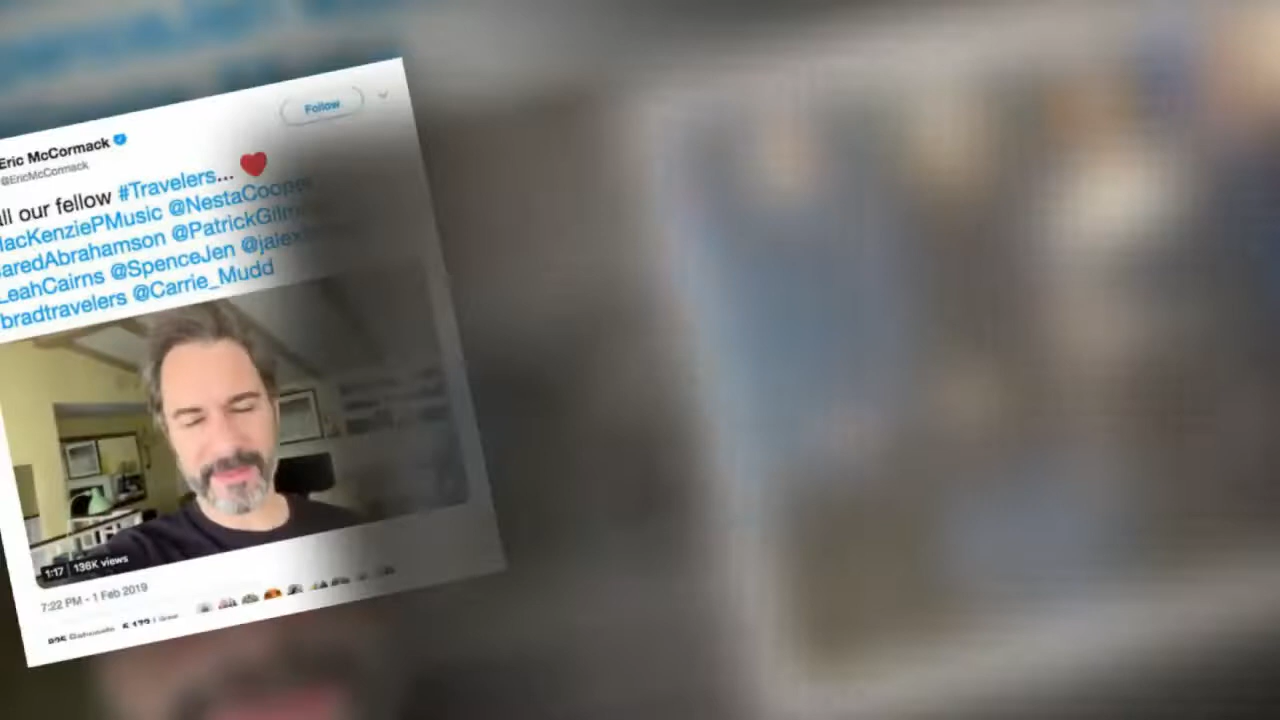 Follow
Eric McCormack
@EricMcCormack
all our fellow #Travelers...
MacKenziePMusic @NestaCooper
JaredAbrahamson @PatrickGilm
LeahCairns @SpenceJen @jalex
bradtravelers @Carrie_Mudd
1:17 136K views
7:22 PM - 1 Feb 2019